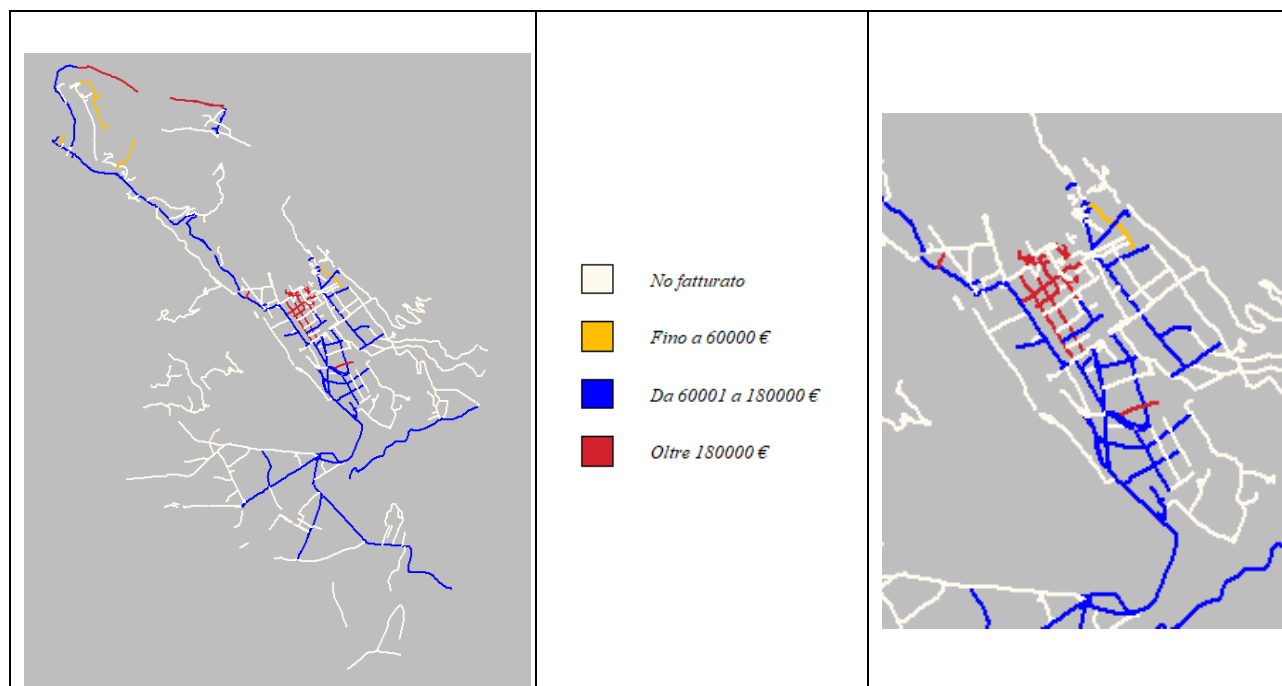 No fatturato
Fino a 60000 €
Da 60001 a 180000 €
Oltre 180000 €